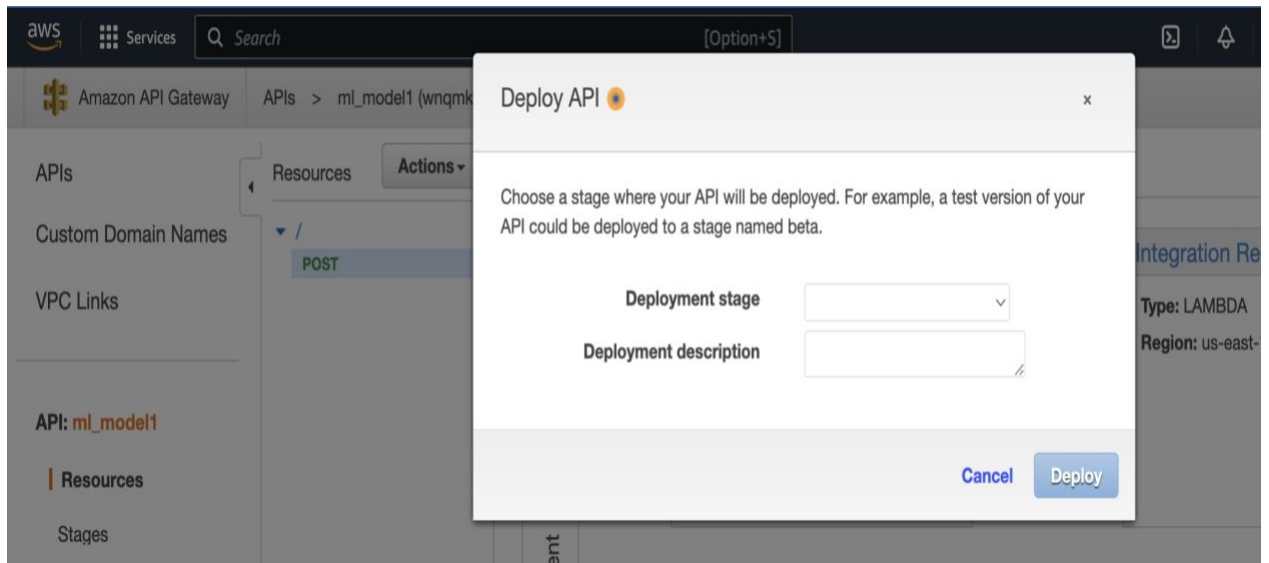 aws
Services
Search
[Option+S]
Amazon API Gateway
APIs > ml_model1 (wnqmk
Deploy API
x
APIs
Custom Domain Names
VPC Links
API: ml_model1
Resources
Stages
Resources
Actions
/
POST
Choose a stage where your API will be deployed. For example, a test version of your
API could be deployed to a stage named beta.
Deployment stage
Deployment description
Cancel
Deploy
Integration Re
Type: LAMBDA
Region: us-east-
ent